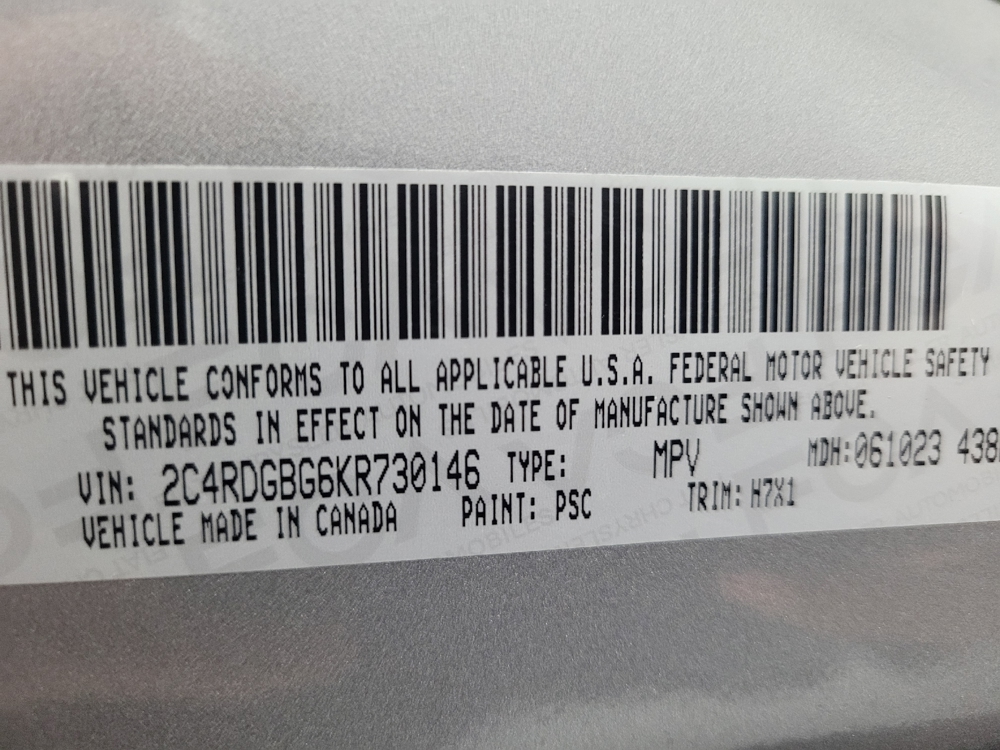 THIS VEHICLE CONFORMS TO ALL APPLICABLE U.S.A. FEDERAL MOTOR VEHICLE SAFETY
STANDARDS IN EFFECT ON THE DATE OF MANUFACTURE SHOWN ABOVE.
VIN: 2C4RDGBG6KR730146 TYPE: MPV MDH:061023 438
VEHICLE MADE IN CANADA PAINT: PSC TRIM: H7X1